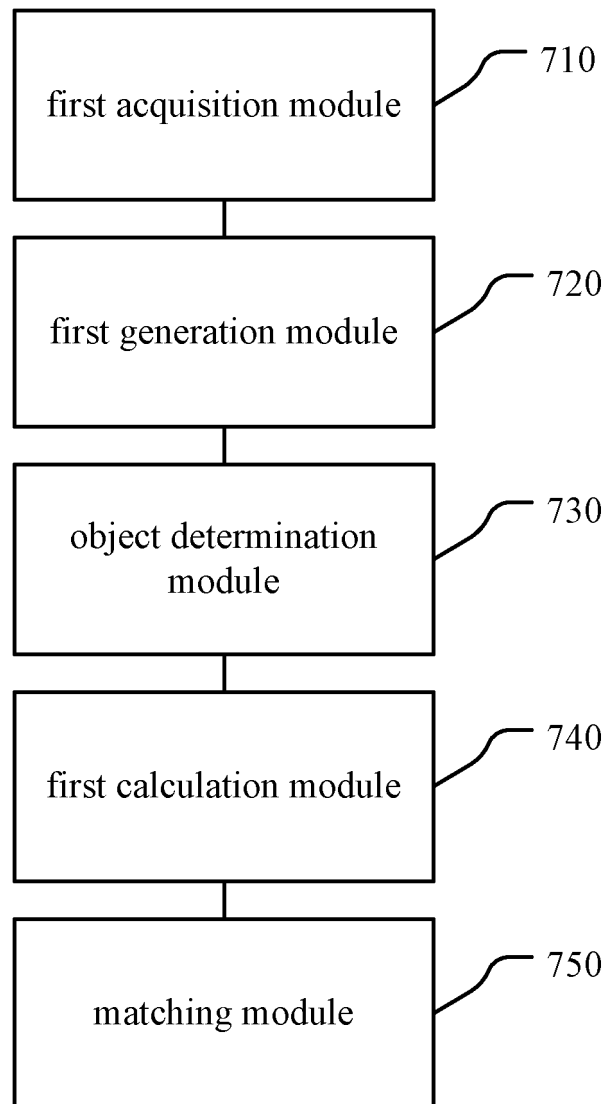 first acquisition module
710
first generation module
720
object determination
module
730
first calculation module
740
matching module
750